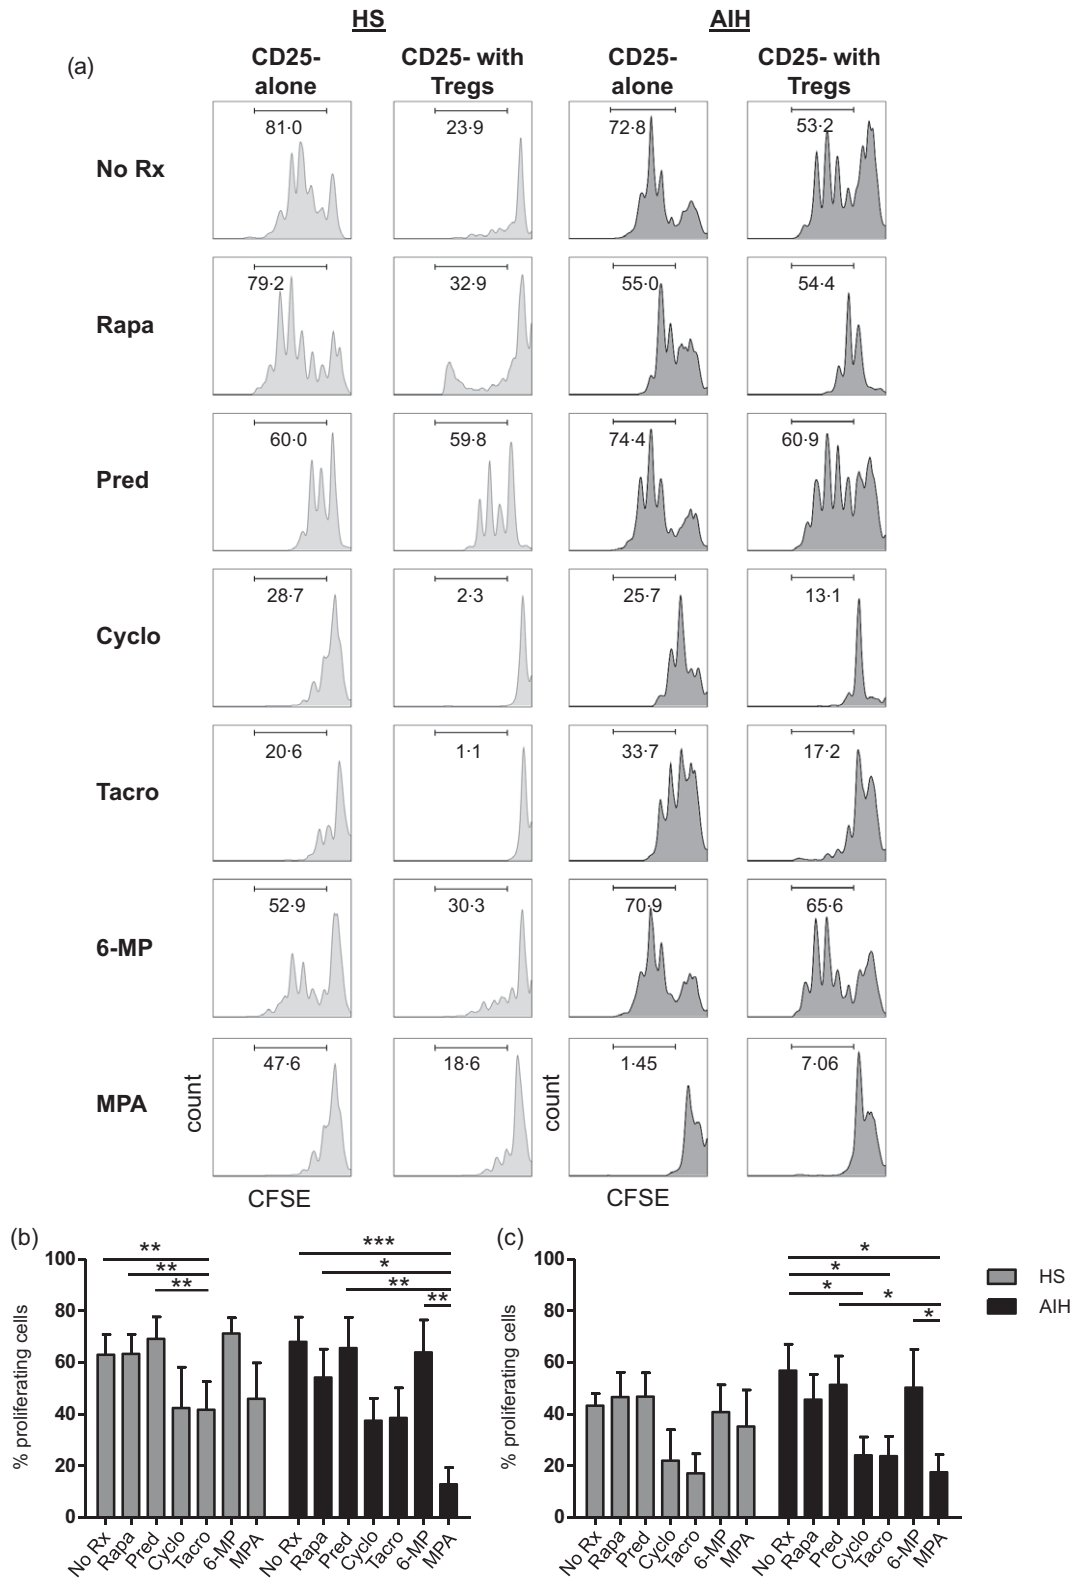 HS AIH
(a)
CD25- alone CD25- with Tregs CD25- alone CD25- with Tregs
No Rx 81·0 23·9 72·8 53·2
Rapa 79·2 32·9 55·0 54·4
Pred 60·0 59·8 74·4 60·9
Cyclo 28·7 2·3 25·7 13·1
Tacro 20·6 1·1 33·7 17·2
6-MP 52·9 30·3 70·9 65·6
MPA 47·6 18·6 1·45 7·06
count count
CFSE CFSE
(b)
% proliferating cells
100
80
60
40
20
0
** ** **
*** * ** **
No Rx Rapa Pred Cyclo Tacro 6-MP MPA No Rx Rapa Pred Cyclo Tacro 6-MP MPA
(c)
% proliferating cells
100
80
60
40
20
0
* * * * *
No Rx Rapa Pred Cyclo Tacro 6-MP MPA No Rx Rapa Pred Cyclo Tacro 6-MP MPA
HS
AIH